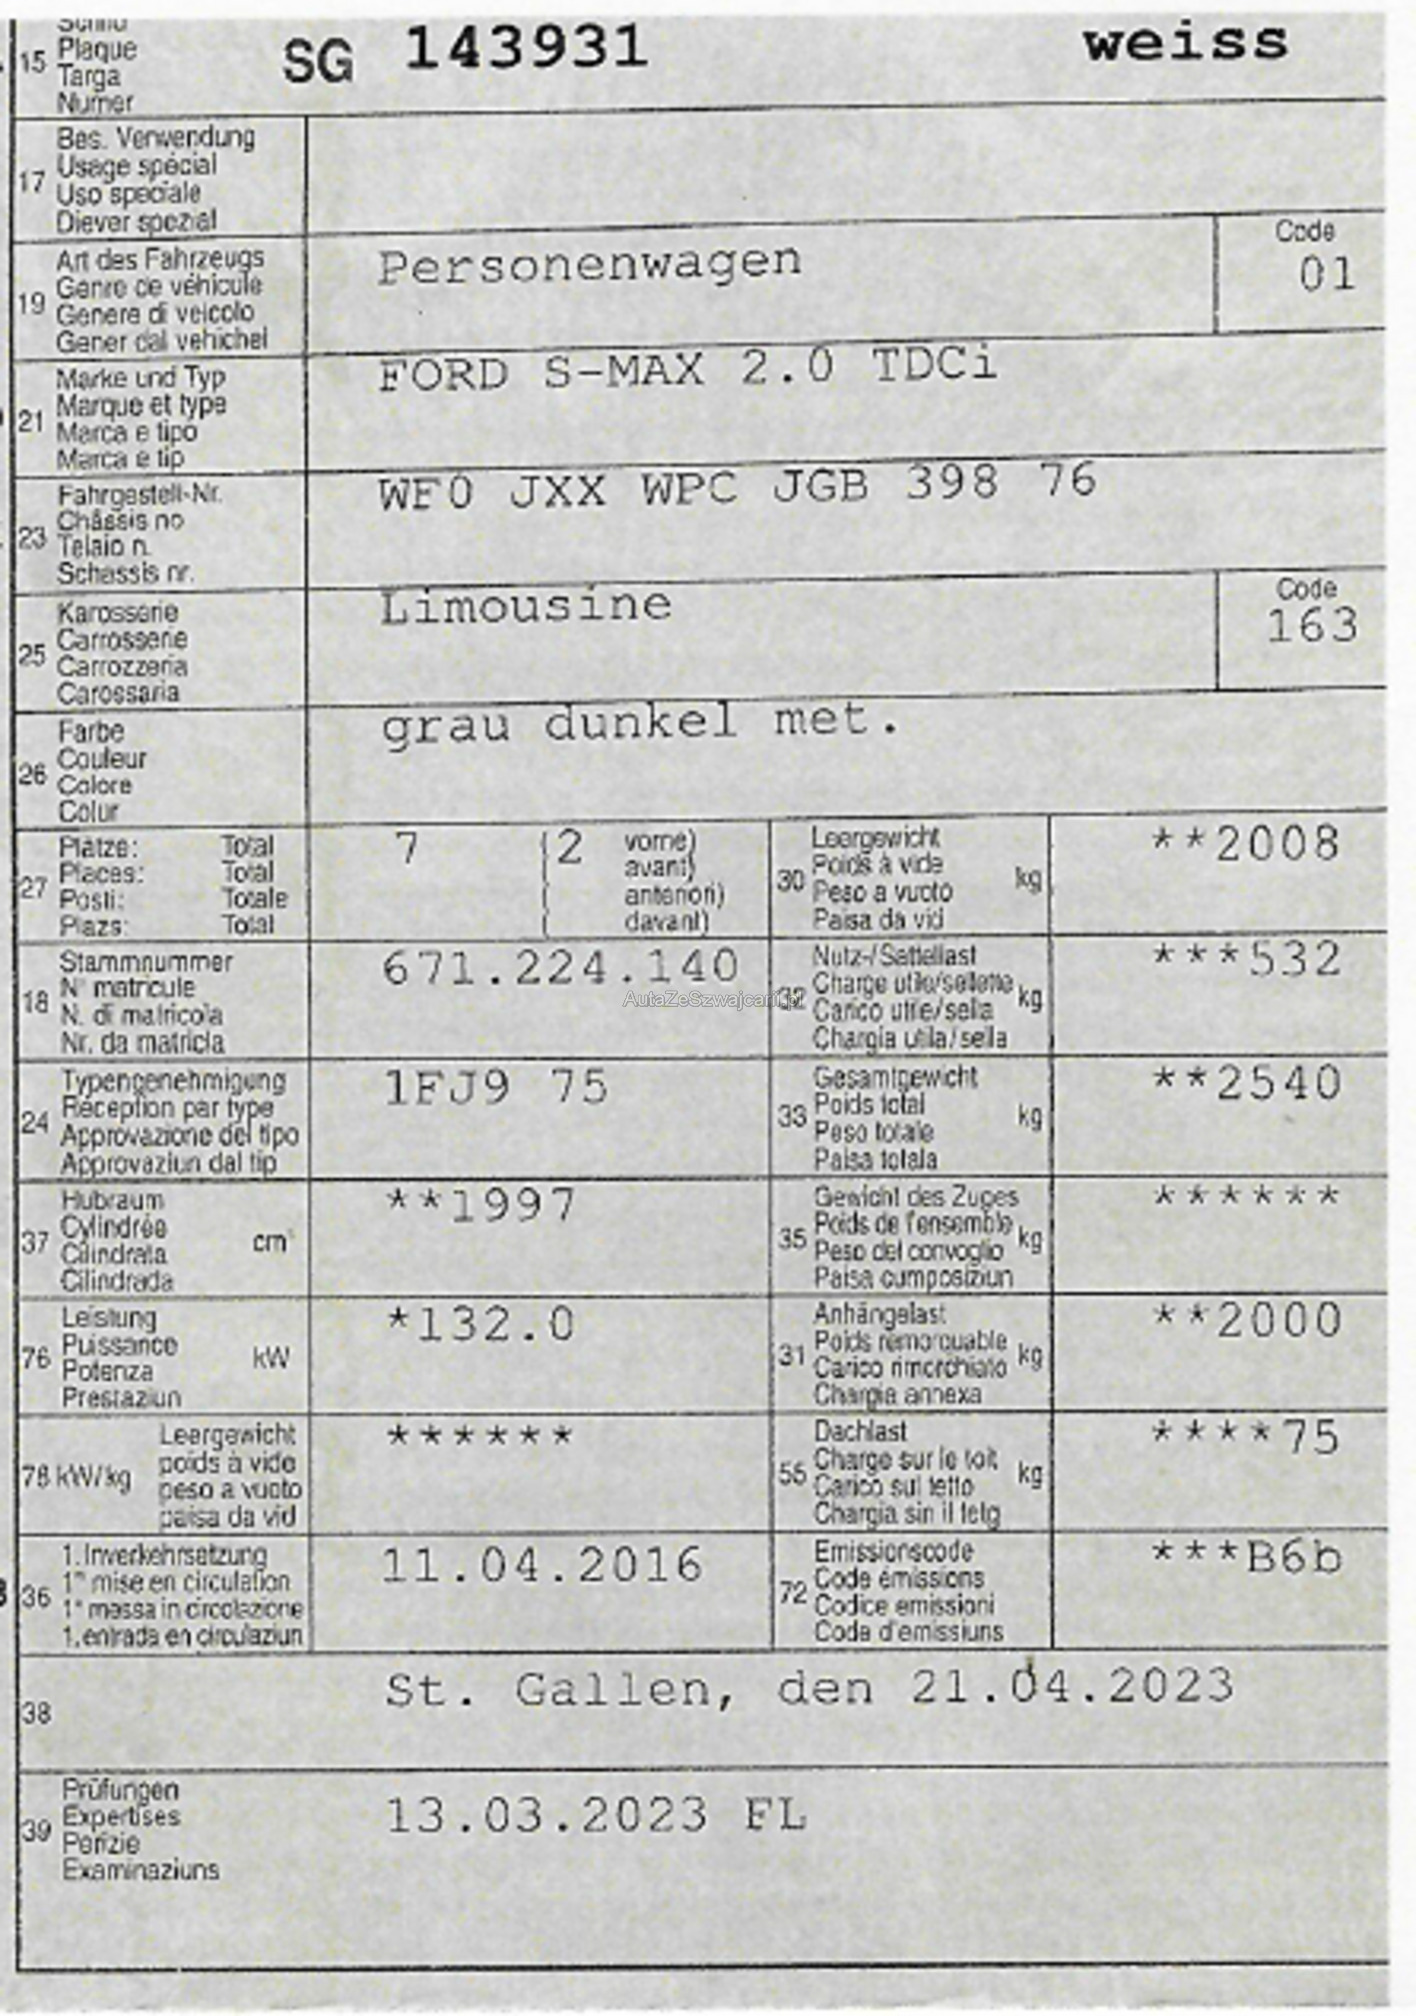 Schild
15 Plaque SG 143931 weiss
Targa
Numer
Bes. Verwendung
17 Usage spécial
Uso speciale
Diever spezial
Art des Fahrzeugs Personenwagen Code
19 Genre de véhicule 01
Genere di veicolo
Gener dal vehichel
Marke und Typ FORD S-MAX 2.0 TDCi
21 Marque et type
Marca e tipo
Marca e tip
Fahrgestell-Nr. WF0 JXX WPC JGB 398 76
23 Châssis no
Telaio n.
Schassis nr.
Karosserie Limousine Code
25 Carrosserie 163
Carrozzeria
Carossaria
Farbe grau dunkel met.
26 Couleur
Colore
Colur
Plätze: Total 7 (2 vorne) Leergewicht **2008
27 Places: Total ( avant) 30 Poids à vide kg
Posti: Totale ( anteriori) Peso a vuoto
Plazs: Total ( davant) Paisa da vid
Stammnummer 671.224.140 Nutz-/Sattellast ***532
18 N° matricule 32 Charge utile/sellette kg
N. di matricola AutaZeSzwajcarii.pl Carico utile/sella
Nr. da matricla Chargia utila/sella
Typengenehmigung 1FJ9 75 Gesamtgewicht **2540
24 Réception par type 33 Poids total kg
Approvazione del tipo Peso totale
Approvaziun dal tip Paisa totala
Hubraum **1997 Gewicht des Zuges ******
37 Cylindrée cm³ 35 Poids de l'ensemble kg
Cilindrata Peso del convoglio
Cilindrada Paisa cumposiziun
Leistung *132.0 Anhängelast **2000
76 Puissance kW 31 Poids remorquable kg
Potenza Carico rimorchiato
Prestaziun Chargia annexa
Leergewicht ****** Dachlast ****75
78 kW/kg poids à vide 55 Charge sur le toit kg
peso a vuoto Carico sul tetto
paisa da vid Chargia sin il tetg
1. Inverkehrsetzung 11.04.2016 Emissionscode ***B6b
36 1re mise en circulation 72 Code émissions
1a messa in circolazione Codice emissioni
1. entrada en circulaziun Code d'emissiuns
38 St. Gallen, den 21.04.2023
Prüfungen 13.03.2023 FL
39 Expertises
Perizie
Examinaziuns